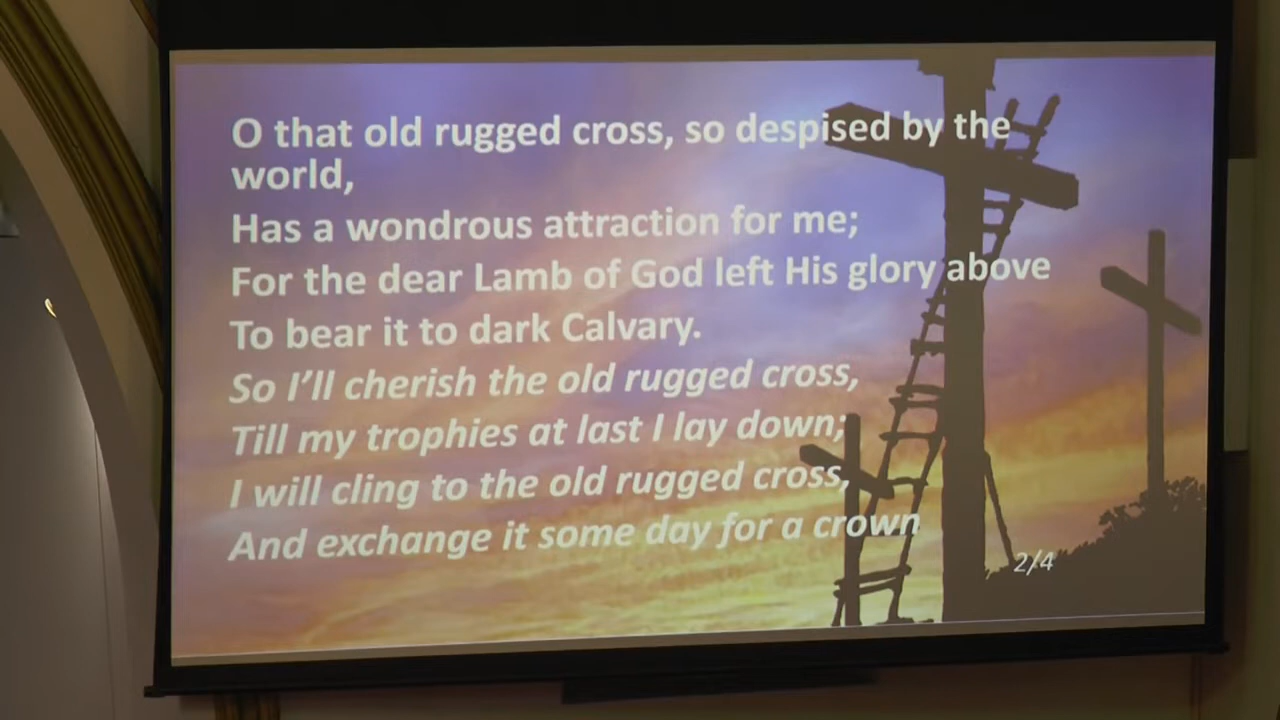 O that old rugged cross, so despised by the
world,
Has a wondrous attraction for me;
For the dear Lamb of God left His glory above
To bear it to dark Calvary.
So I’ll cherish the old rugged cross,
Till my trophies at last I lay down;
I will cling to the old rugged cross,
And exchange it some day for a crown
2/4